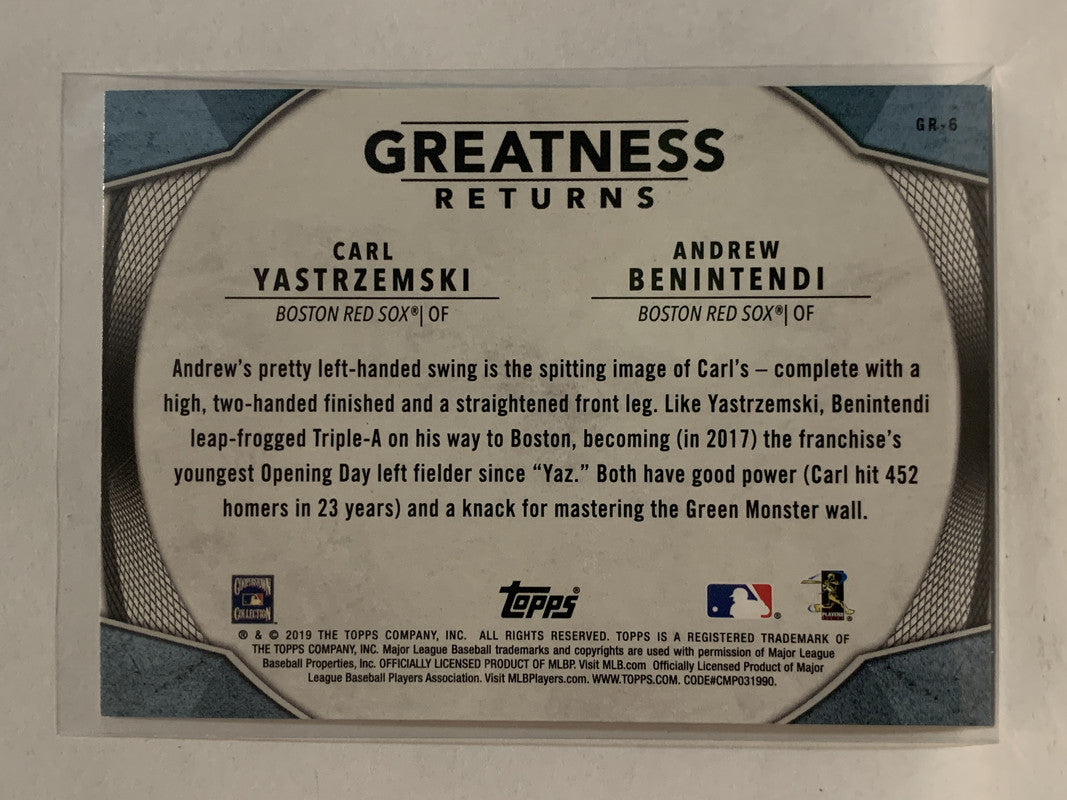 GR-6
GREATNESS
RETURNS
CARL
YASTRZEMSKI
BOSTON RED SOX®| OF
ANDREW
BENINTENDI
BOSTON RED SOX®| OF
Andrew's pretty left-handed swing is the spitting image of Carl's – complete with a
high, two-handed finished and a straightened front leg. Like Yastrzemski, Benintendi
leap-frogged Triple-A on his way to Boston, becoming (in 2017) the franchise's
youngest Opening Day left fielder since “Yaz.” Both have good power (Carl hit 452
homers in 23 years) and a knack for mastering the Green Monster wall.
COOPERSTOWN
COLLECTION
Topps®
PLAYERS
® & © 2019 THE TOPPS COMPANY, INC. ALL RIGHTS RESERVED. TOPPS IS A REGISTERED TRADEMARK OF
THE TOPPS COMPANY, INC. Major League Baseball trademarks and copyrights are used with permission of Major League
Baseball Properties, Inc. OFFICIALLY LICENSED PRODUCT OF MLBP. Visit MLB.com Officially Licensed Product of Major
League Baseball Players Association. Visit MLBPlayers.com. WWW.TOPPS.COM. CODE#CMP031990.